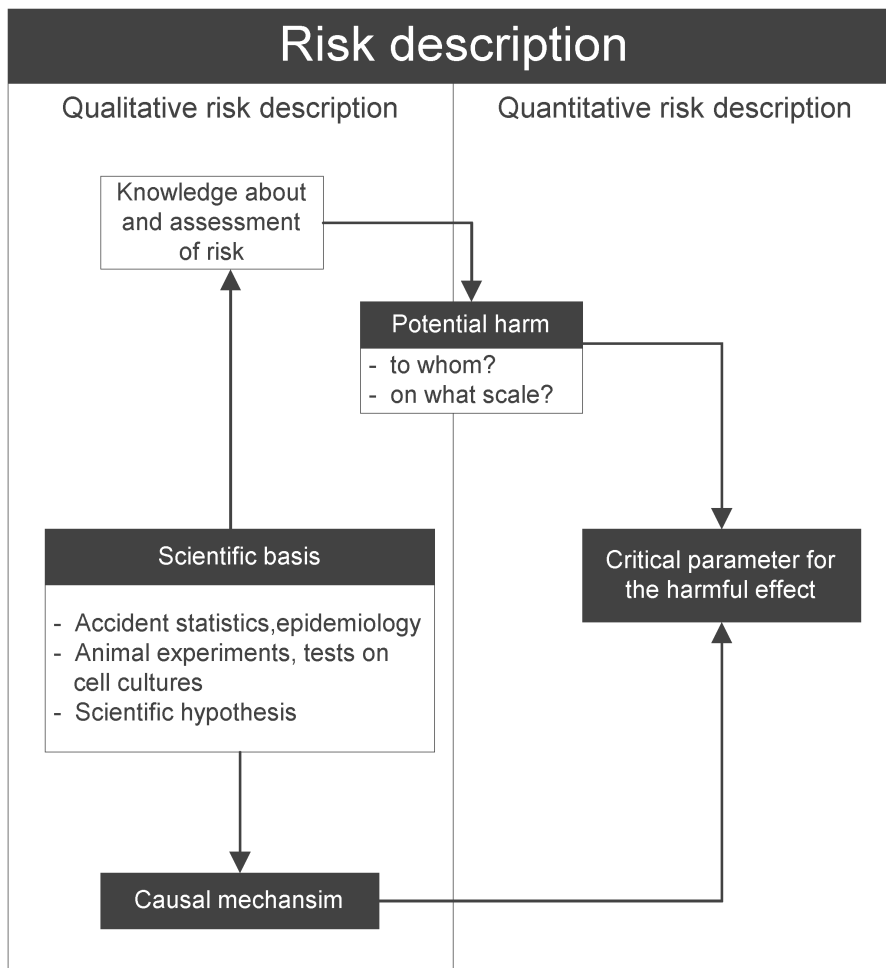 Risk description
Qualitative risk description
Quantitative risk description
Knowledge about
and assessment
of risk
Potential harm
- to whom?
- on what scale?
Scientific basis
- Accident statistics,epidemiology
- Animal experiments, tests on
cell cultures
- Scientific hypothesis
Critical parameter for
the harmful effect
Causal mechansim